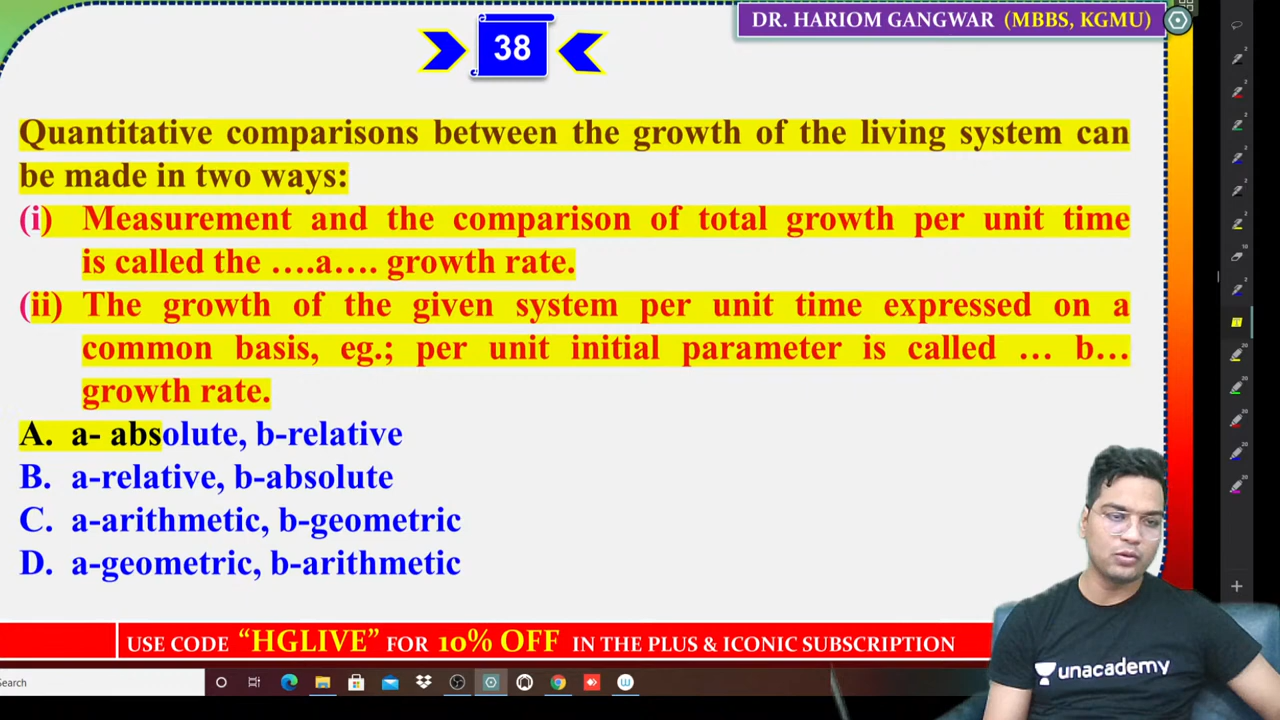 DR. HARIOM GANGWAR (MBBS, KGMU)
38
Quantitative comparisons between the growth of the living system can
be made in two ways:
(i) Measurement and the comparison of total growth per unit time
is called the ….a…. growth rate.
(ii) The growth of the given system per unit time expressed on a
common basis, eg.; per unit initial parameter is called … b…
growth rate.
A. a- absolute, b-relative
B. a-relative, b-absolute
C. a-arithmetic, b-geometric
D. a-geometric, b-arithmetic
USE CODE “HGLIVE” FOR 10% OFF IN THE PLUS & ICONIC SUBSCRIPTION
unacademy
Search